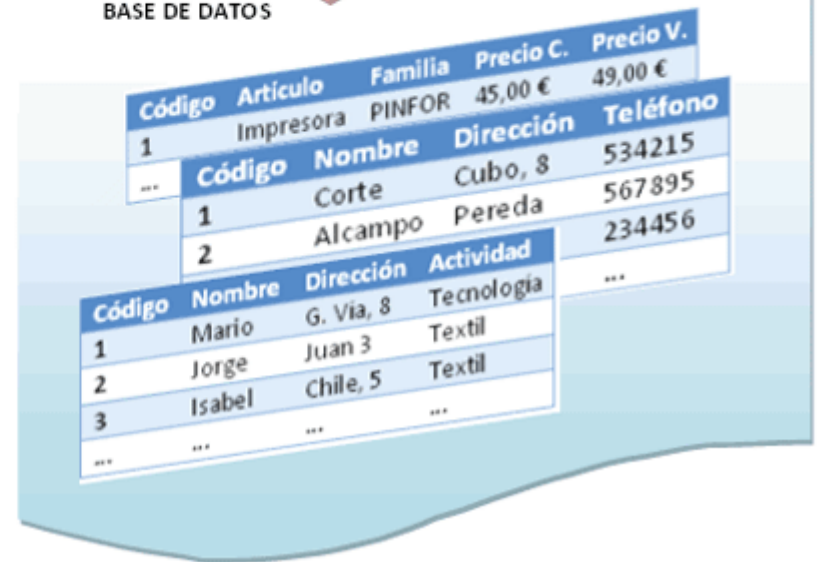 BASE DE DATOS
Código Artículo Familia Precio C. Precio V.
1 Impresora PINFOR 45,00 € 49,00 €
...
Código Nombre Dirección Teléfono
1 Corte Cubo, 8 534215
2 Alcampo Pereda 567895
234456
...
Código Nombre Dirección Actividad
1 Mario G. Via, 8 Tecnología
2 Jorge Juan 3 Textil
3 Isabel Chile, 5 Textil
... ... ... ...